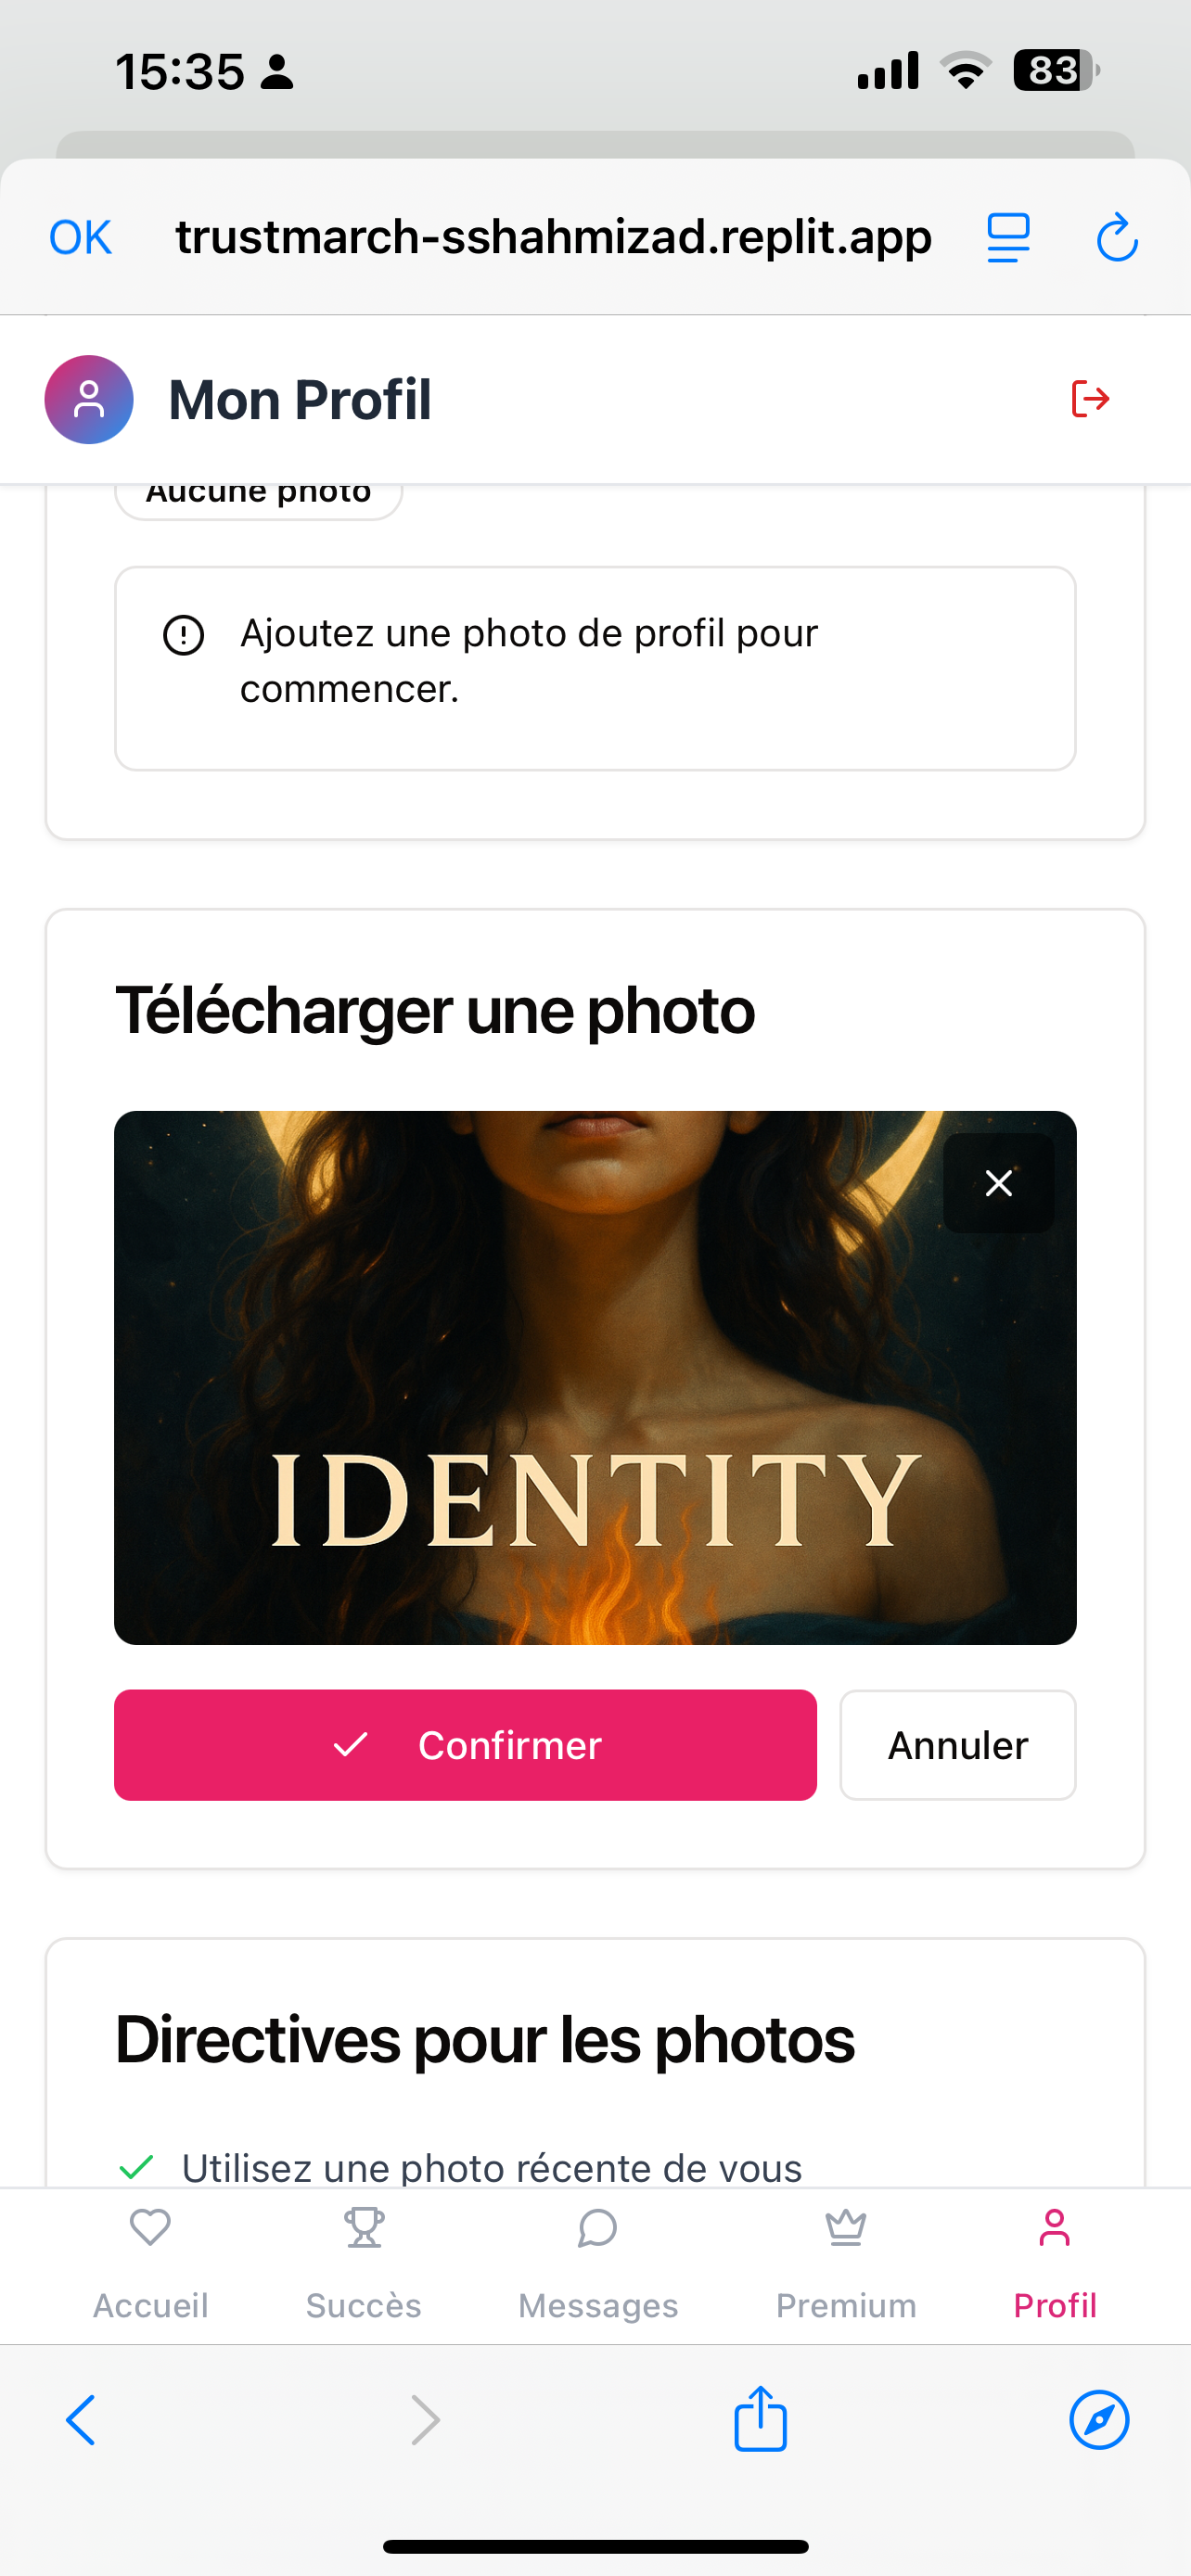 15:35
83
OK
trustmarch-sshahmizad.replit.app
Mon Profil
Aucune photo
Ajoutez une photo de profil pour
commencer.
Télécharger une photo
IDENTITY
Confirmer
Annuler
Directives pour les photos
Utilisez une photo récente de vous
Accueil
Succès
Messages
Premium
Profil